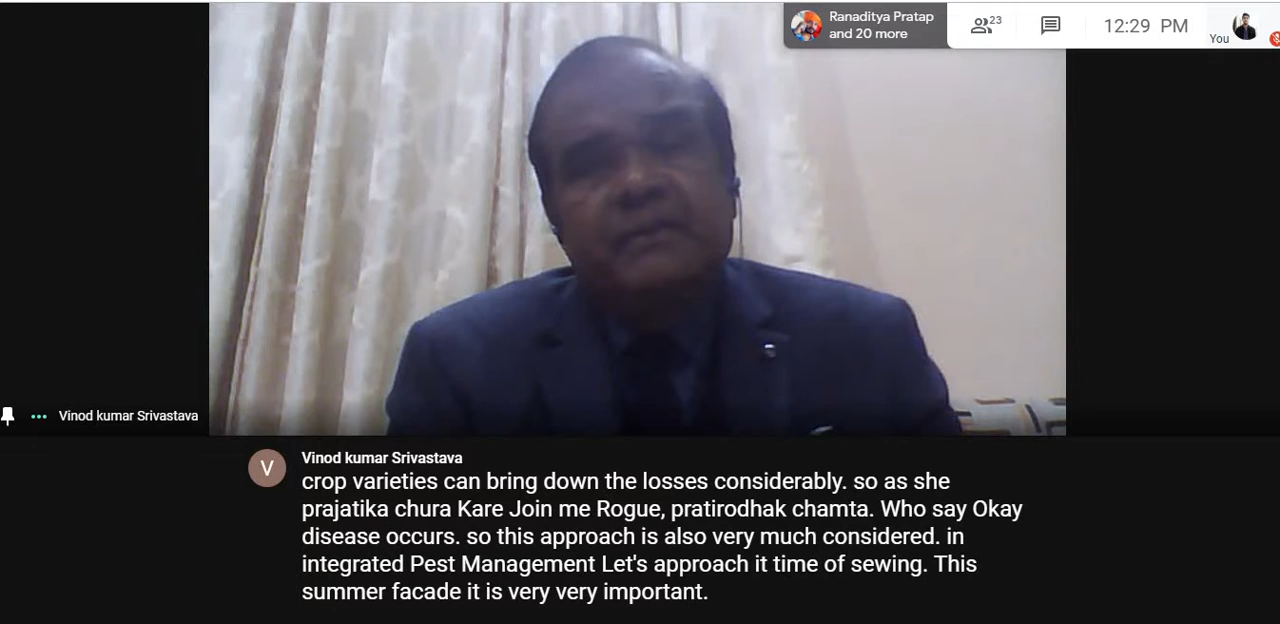 Ranaditya Pratap
and 20 more
23
12:29 PM
You
Vinod kumar Srivastava
V
Vinod kumar Srivastava
crop varieties can bring down the losses considerably. so as she
prajatika chura Kare Join me Rogue, pratirodhak chamta. Who say Okay
disease occurs. so this approach is also very much considered. in
integrated Pest Management Let's approach it time of sewing. This
summer facade it is very very important.